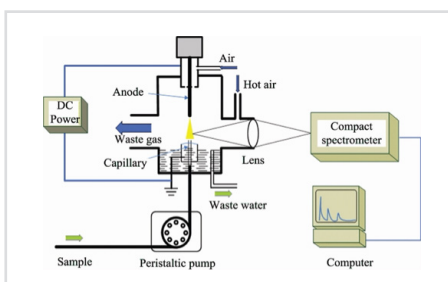 Air
Hot air
DC
Power
Anode
Waste gas
Capillary
Lens
Compact
spectrometer
Waste water
Sample
Peristaltic pump
Computer